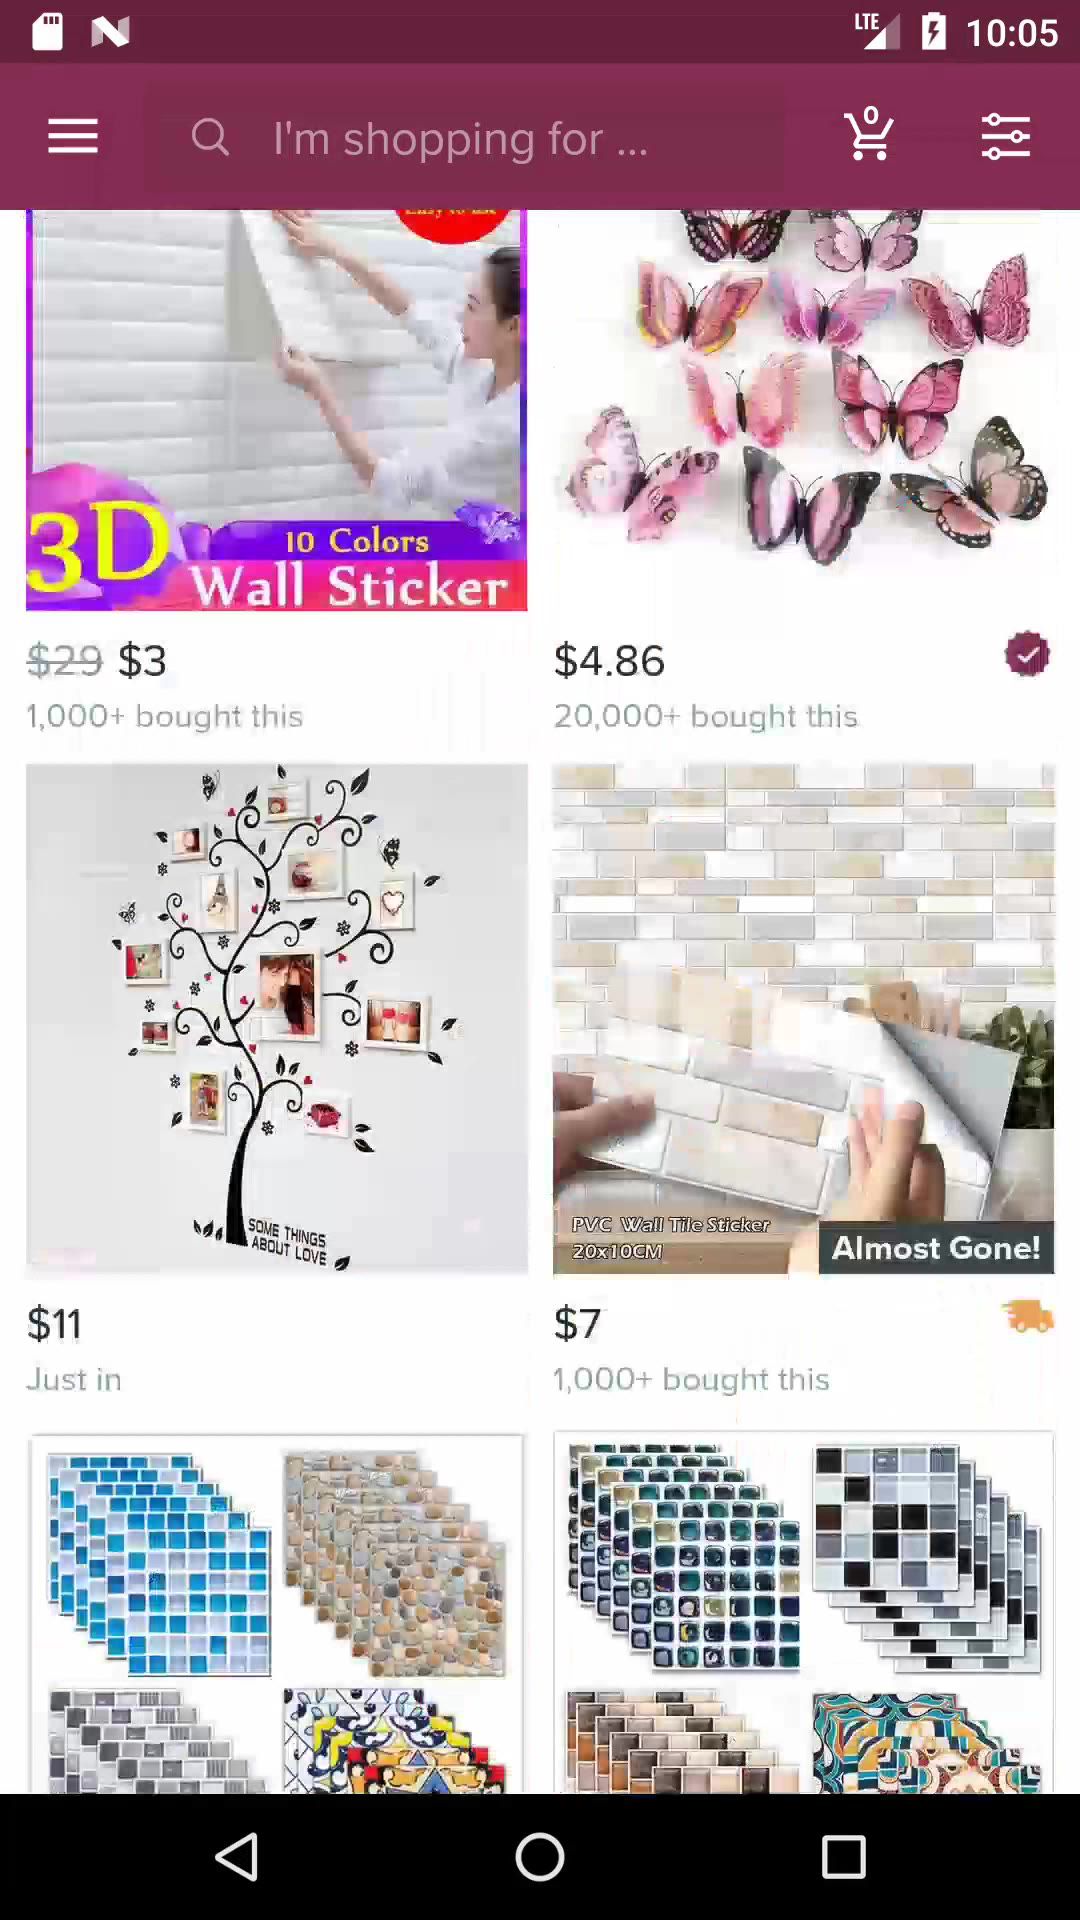 LTE 10:05
I'm shopping for ...
0
3D
10 Colors
Wall Sticker
$29 $3
1,000+ bought this
$4.86
20,000+ bought this
SOME THINGS
ABOUT LOVE
PVC Wall Tile Sticker
20x10CM
Almost Gone!
$11
Just in
$7
1,000+ bought this